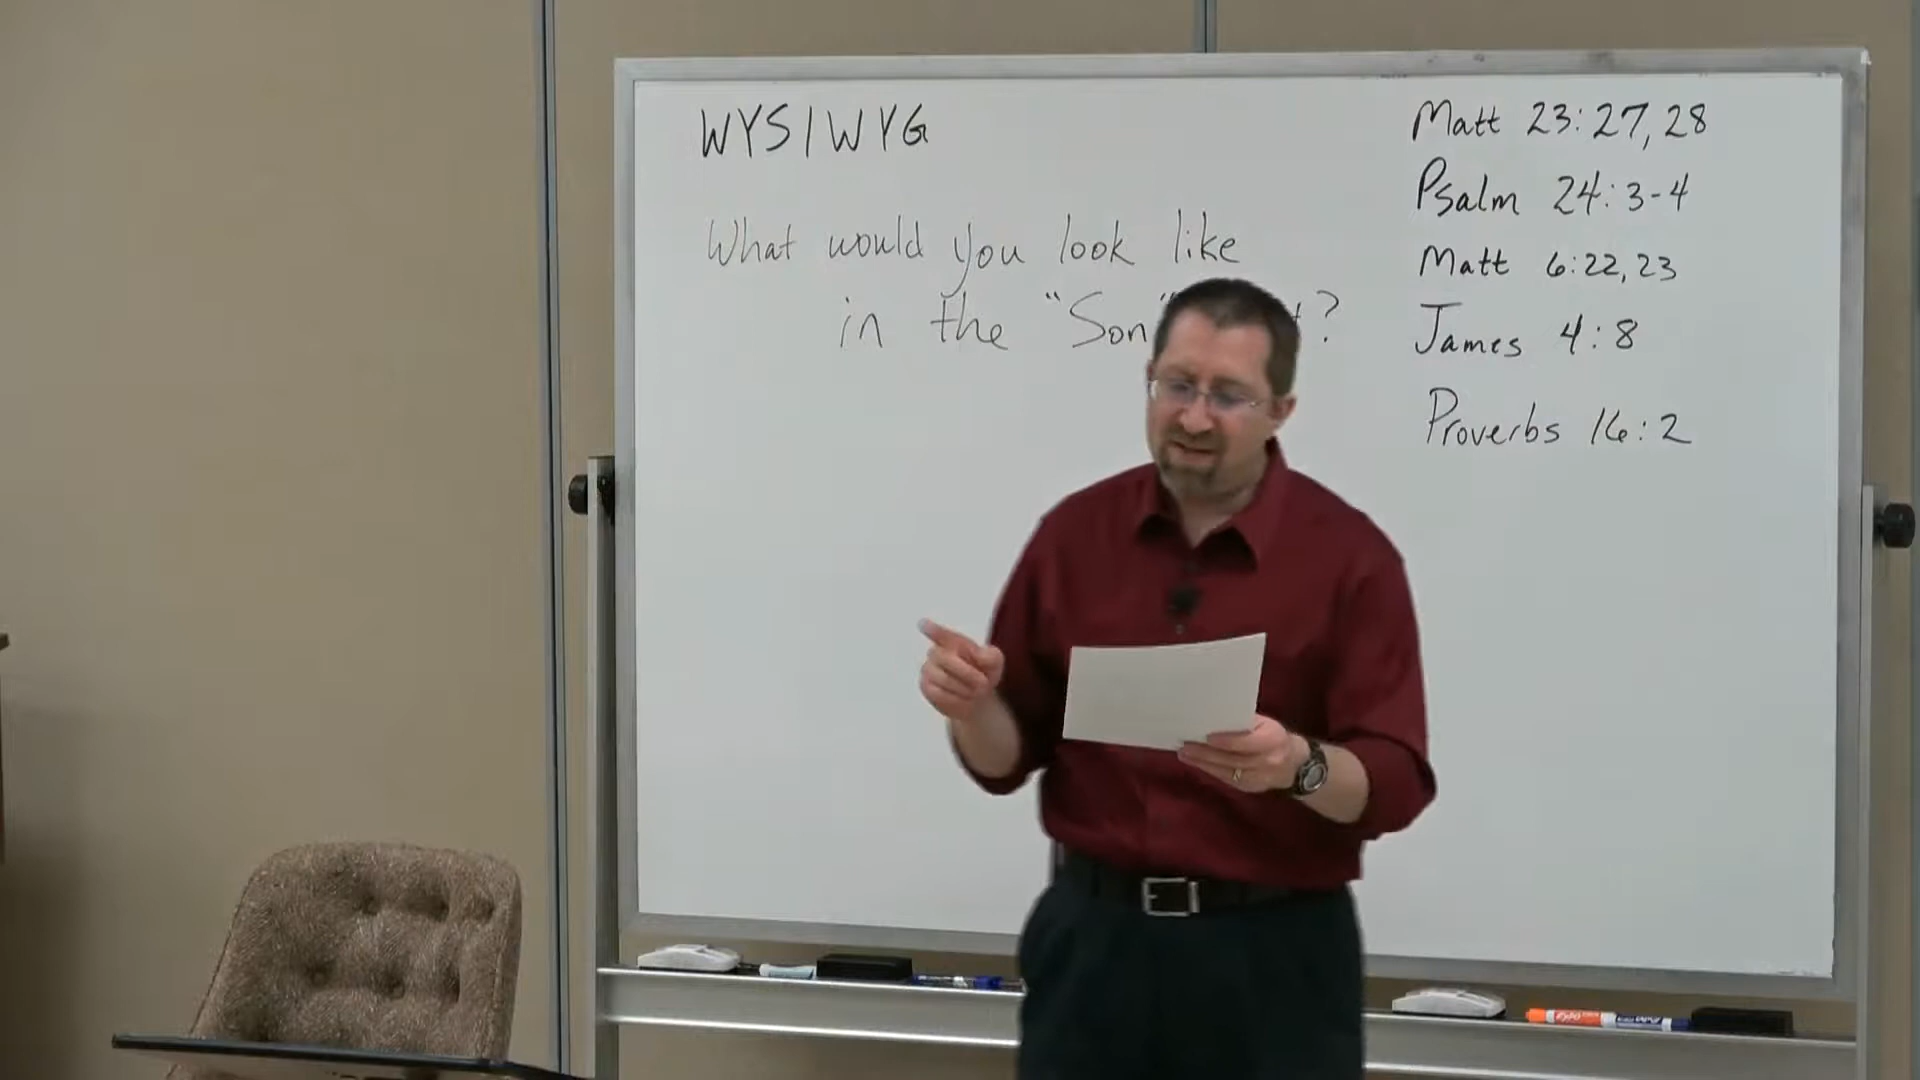 WYSIWYG
What would you look like
in the "Son" ?
Matt 23:27,28
Psalm 24:3-4
Matt 6:22,23
James 4:8
Proverbs 16:2
EXPO